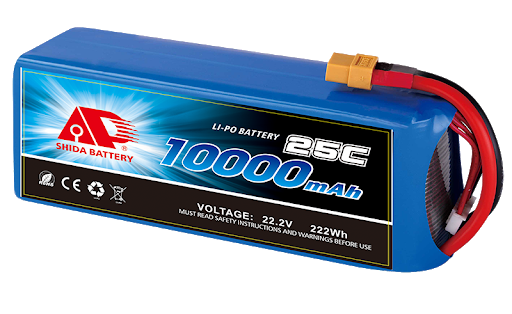 SHIDA BATTERY
®
LI-PO BATTERY 25C
10000mAh
CE
VOLTAGE: 22.2V 222Wh
MUST READ SAFETY INSTRUCTIONS AND WARNINGS BEFORE USE